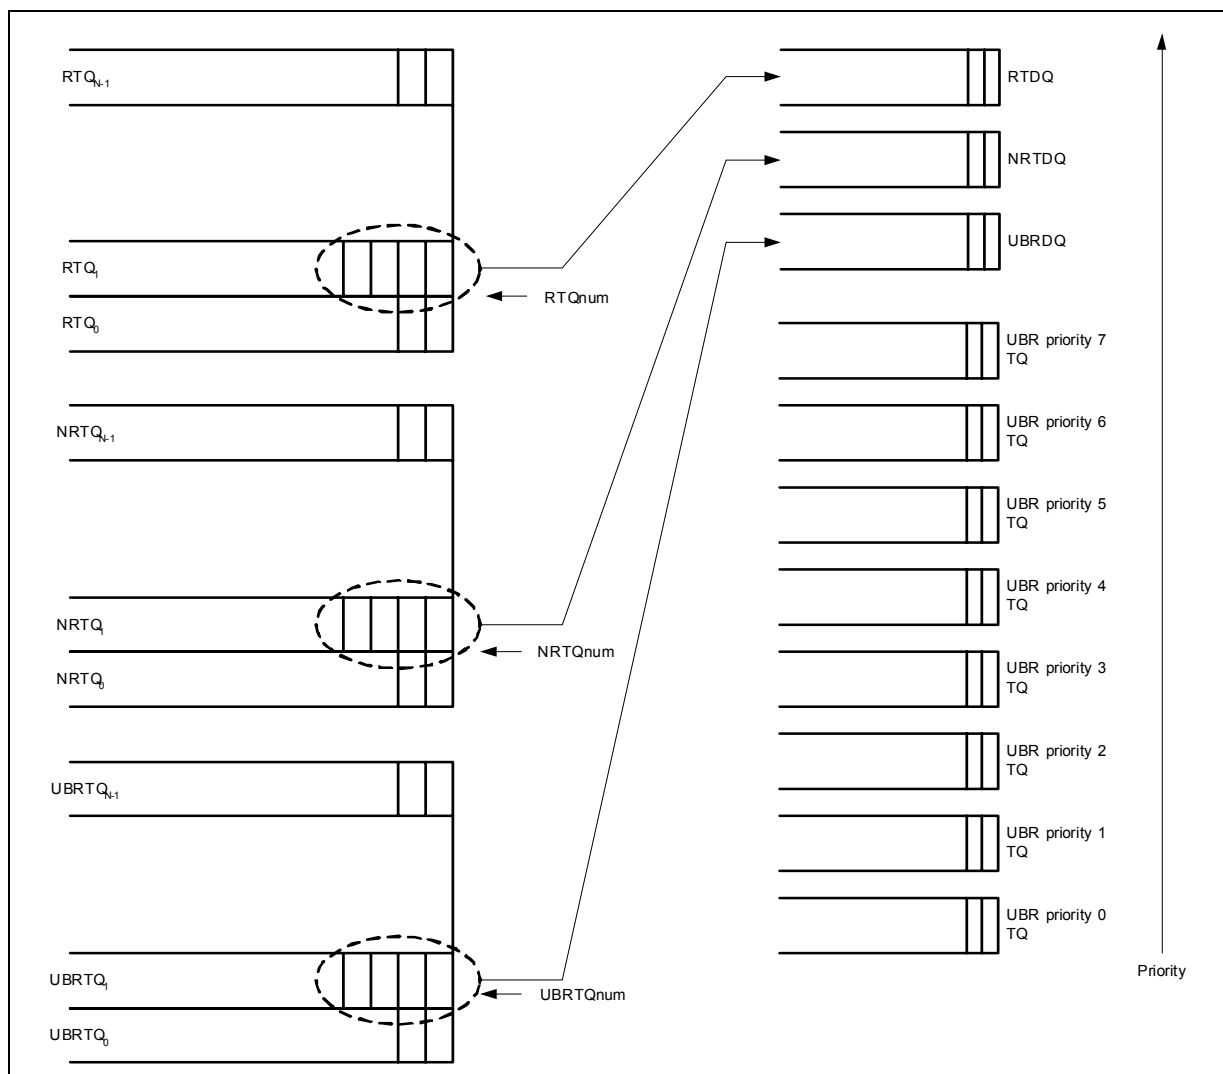 RTQN-1
RTQ1
RTQnum
RTQ0
NRTQN-1
NRTQ1
NRTQnum
NRTQ0
UBRTQN-1
UBRTQ1
UBRTQnum
UBRTQ0
RTDQ
NRTDQ
UBRDQ
UBR priority 7
TQ
UBR priority 6
TQ
UBR priority 5
TQ
UBR priority 4
TQ
UBR priority 3
TQ
UBR priority 2
TQ
UBR priority 1
TQ
UBR priority 0
TQ
Priority